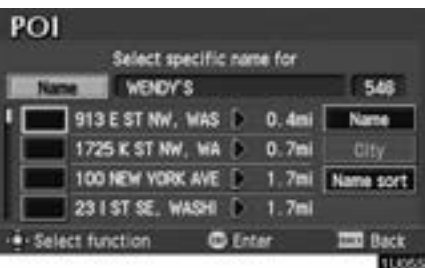 POI
Select specific name for
Name WENDY'S 548
913 E ST NW, WAS 0.4mi Name
1725 K ST NW, WA 0.7mi City
100 NEW YORK AVE 1.7mi Name sort
23 I ST SE, WASHI 1.7mi
Select function Enter Back
1U055